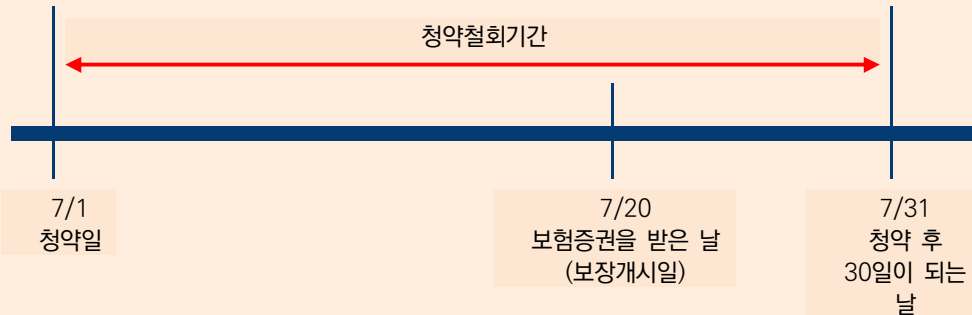 청약철회기간
7/1
청약일
7/20
보험증권을 받은 날
(보장개시일)
7/31
청약 후
30일이 되는
날